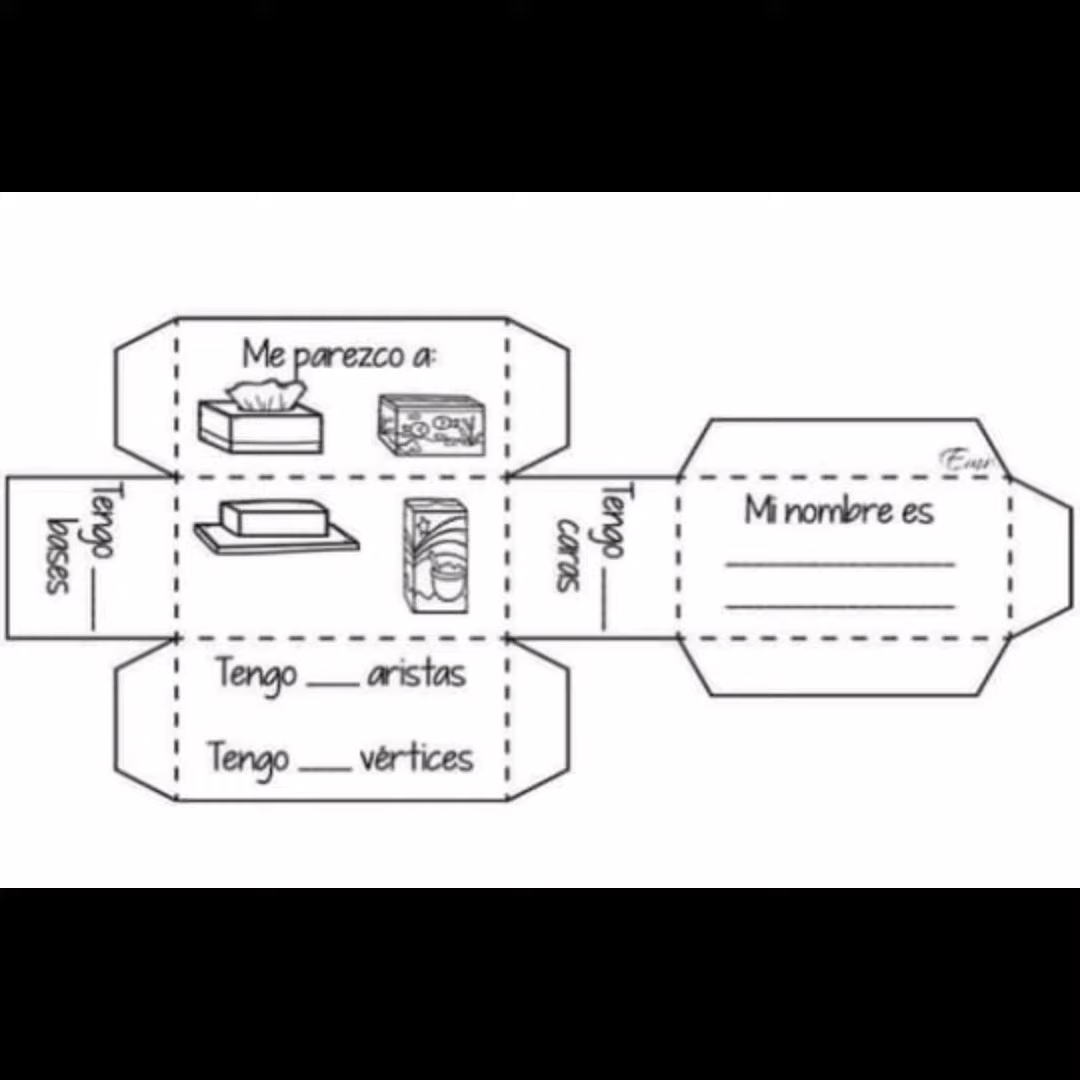 Me parezco a:
Tengo ___
bases
Tengo ___
caras
Mi nombre es
Tengo ___ aristas
Tengo ___ vértices